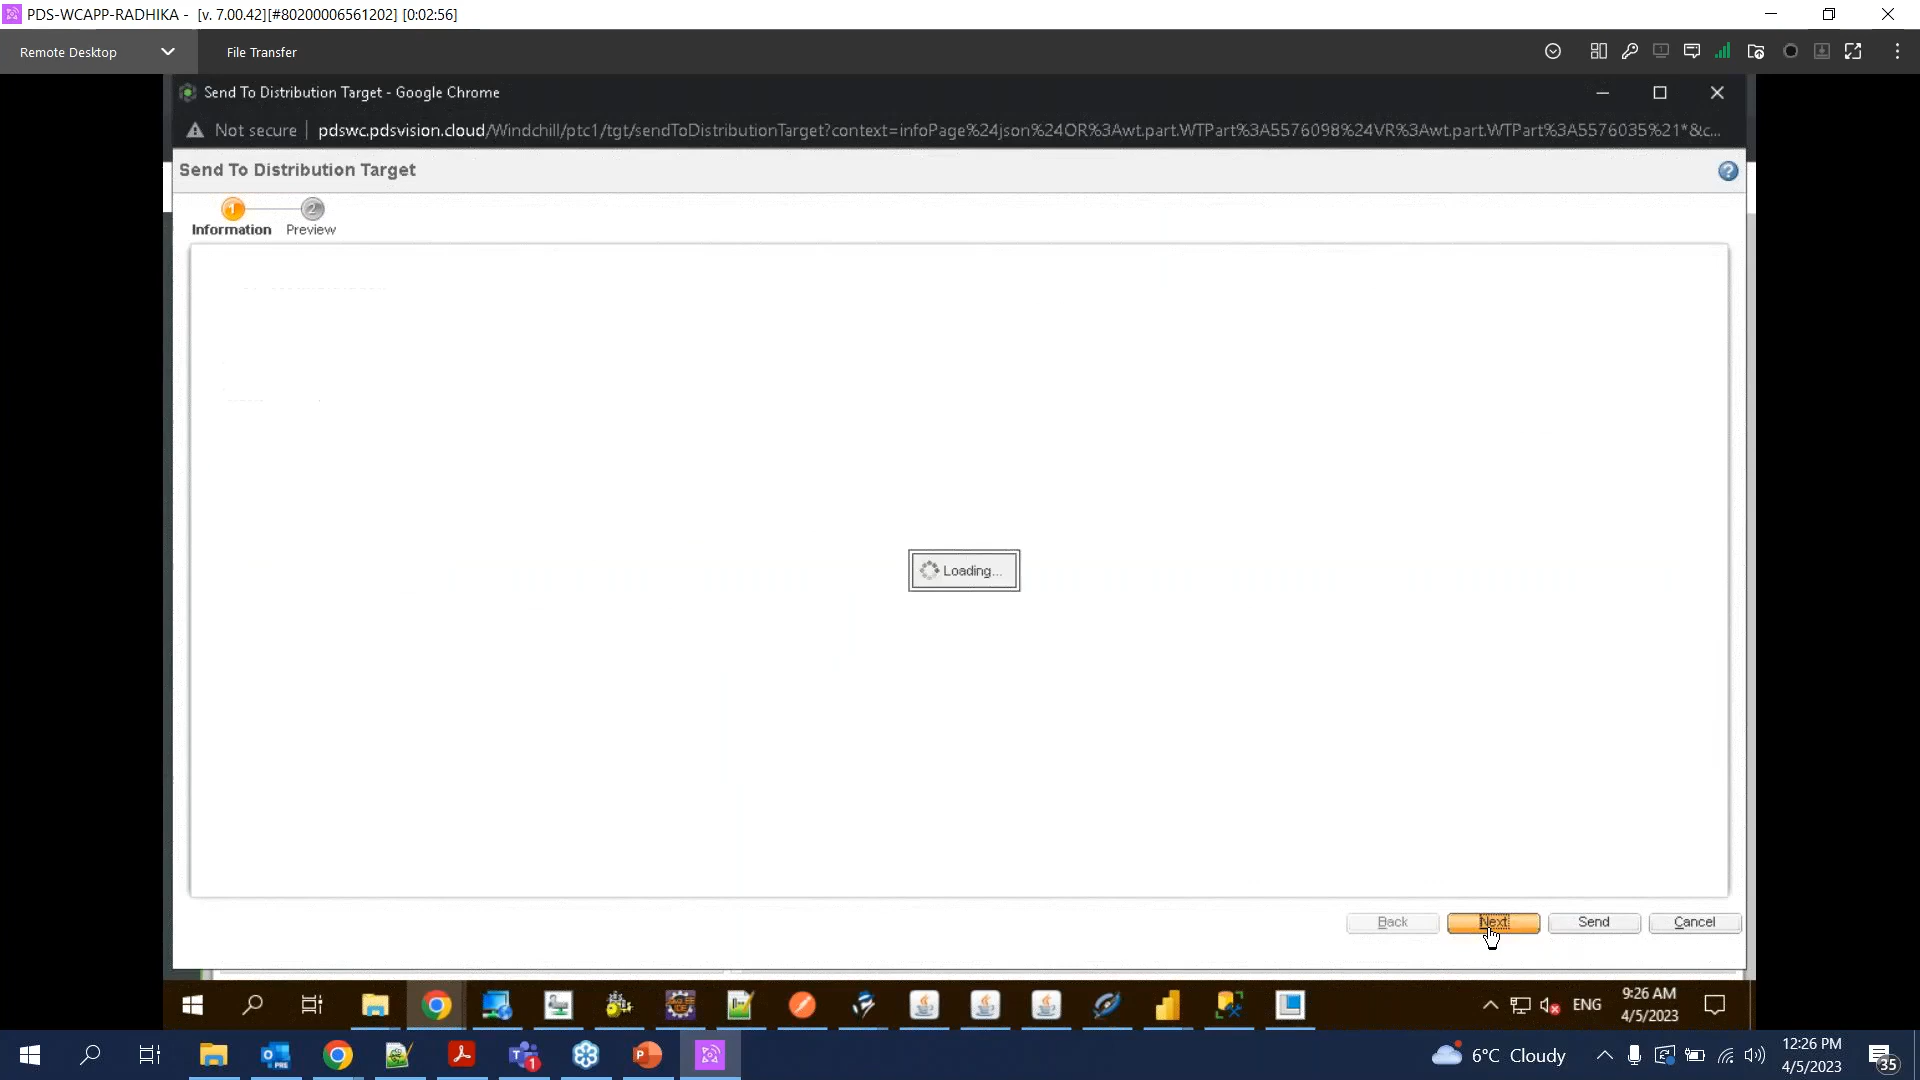 PDS-WCAPP-RADHIKA - [v. 7.00.42][#80200006561202] [0:02:56]
Remote Desktop File Transfer
Send To Distribution Target - Google Chrome
Not secure pdswc.pdsvision.cloud/Windchill/ptc1/tgt/sendToDistributionTarget?context=infoPage%24json%24OR%3Awt.part.WTPart%3A5576098%24VR%3Awt.part.WTPart%3A5576035%21*&c...
Send To Distribution Target
1 2
Information Preview
Loading...
Back Next Send Cancel
ENG 9:26 AM
4/5/2023
6°C Cloudy 12:26 PM
4/5/2023 35